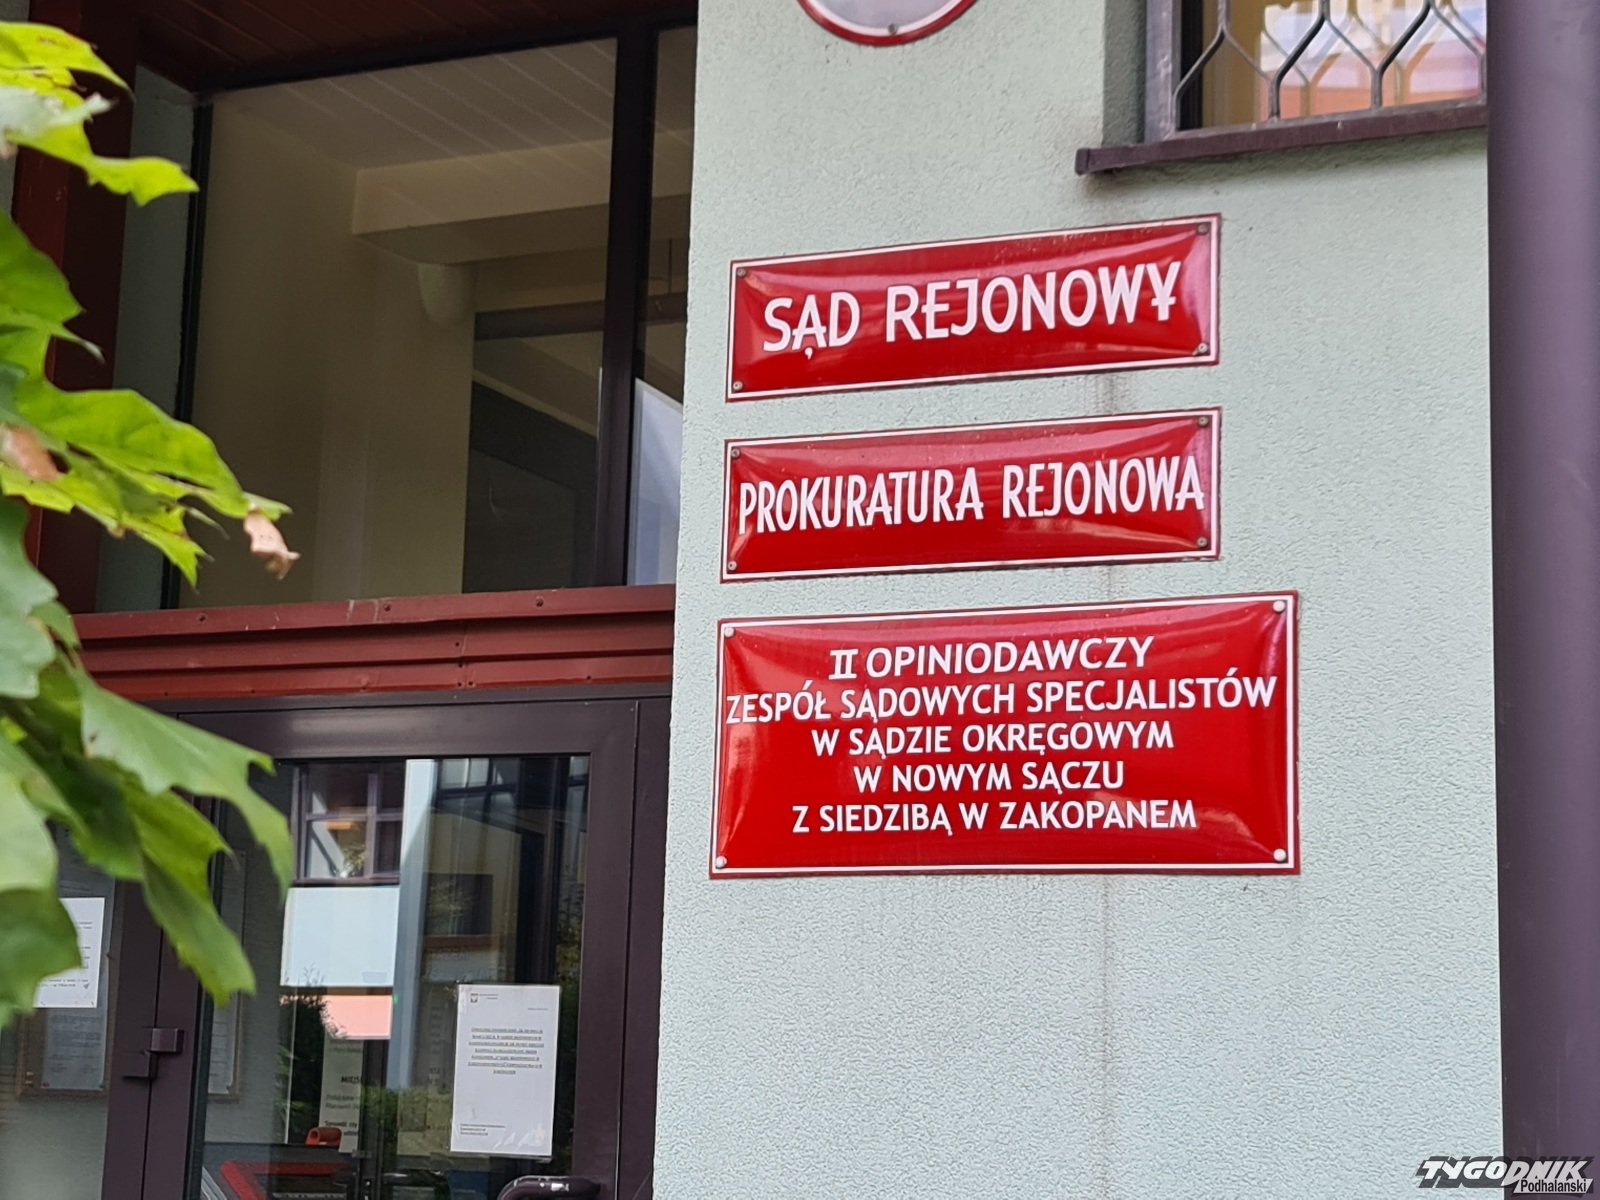 SĄD REJONOWY
PROKURATURA REJONOWA
II OPINIODAWCZY
ZESPÓŁ SĄDOWYCH SPECJALISTÓW
W SĄDZIE OKRĘGOWYM
W NOWYM SĄCZU
Z SIEDZIBĄ W ZAKOPANEM
TYGODNIK
Podhalański